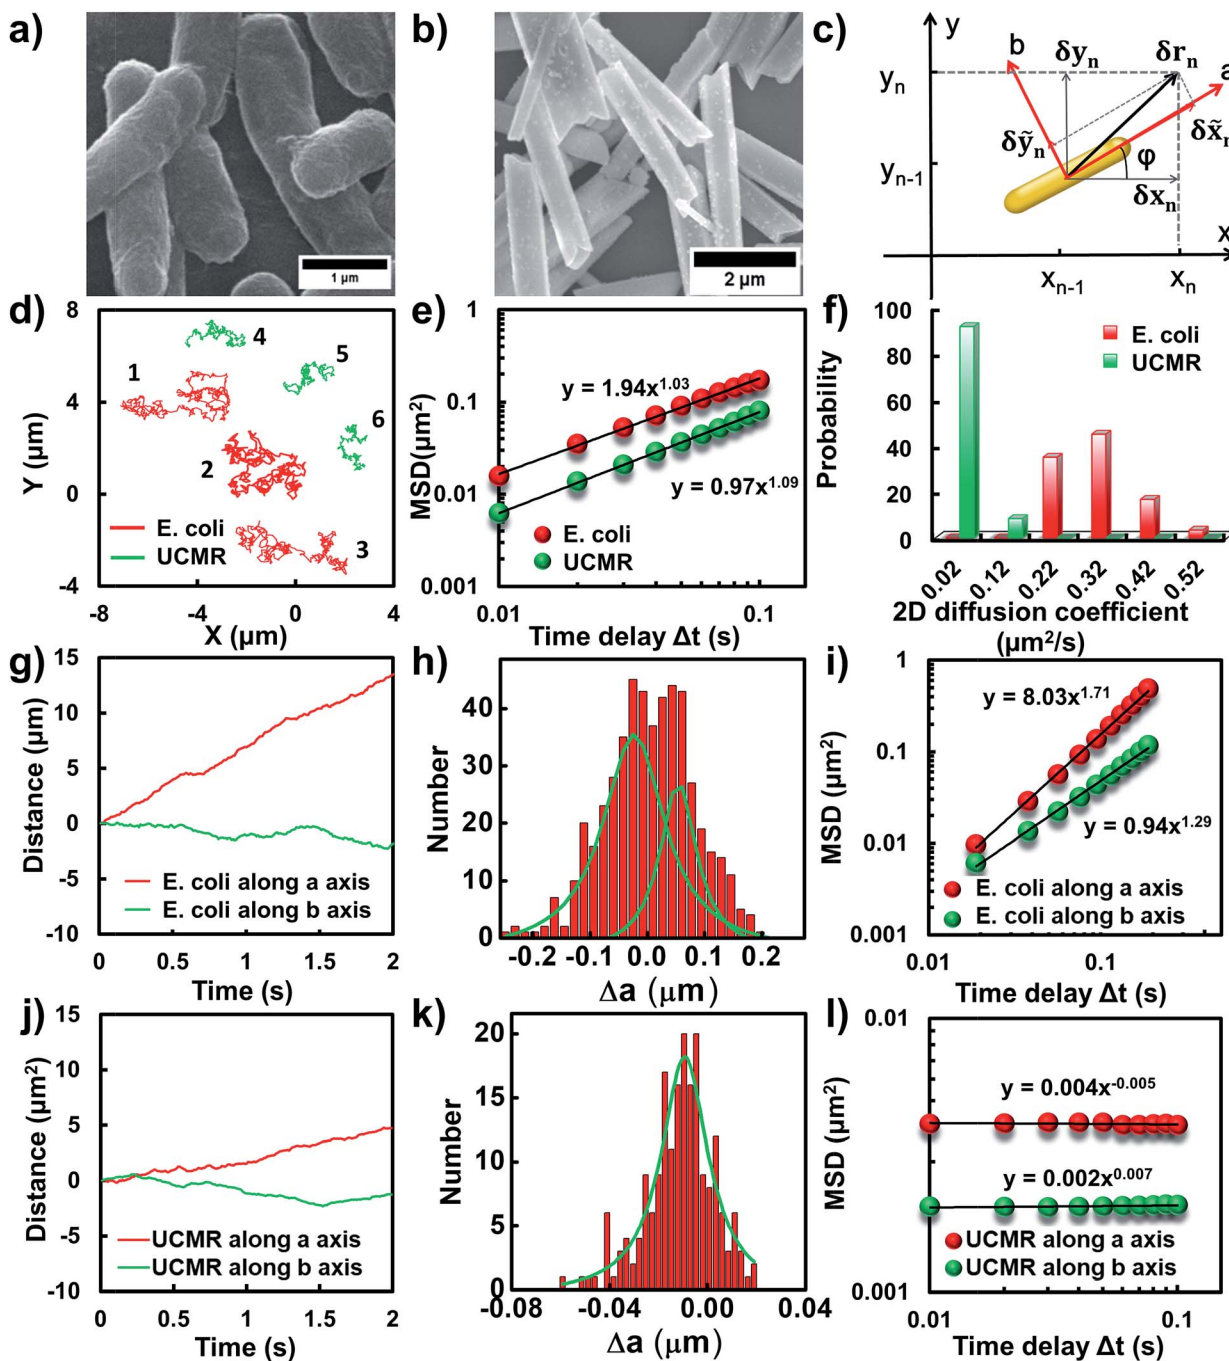 a)
1 µm
b)
2 µm
c)
y
b
δyₙ
δrₙ
a
yₙ
δỹₙ
δx̃ₙ
yₙ₋₁
φ
δxₙ
x
xₙ₋₁
xₙ
d)
8
4
0
-4
Y (µm)
1
2
3
4
5
6
E. coli
UCMR
-8
-4
0
4
X (µm)
e)
1
0.1
0.01
0.001
MSD(µm²)
y = 1.94x^1.03
y = 0.97x^1.09
E. coli
UCMR
0.01
0.1
Time delay Δt (s)
f)
100
80
60
40
20
0
Probability
E. coli
UCMR
0.02
0.12
0.22
0.32
0.42
0.52
2D diffusion coefficient
(µm²/s)
g)
15
10
5
0
-5
-10
Distance (µm)
E. coli along a axis
E. coli along b axis
0
0.5
1
1.5
2
Time (s)
h)
40
30
20
10
0
Number
-0.2
-0.1
0.0
0.1
0.2
Δa (µm)
i)
1
0.1
0.01
0.001
MSD (µm²)
y = 8.03x^1.71
y = 0.94x^1.29
E. coli along a axis
E. coli along b axis
0.01
0.1
Time delay Δt (s)
j)
15
10
5
0
-5
-10
Distance (µm²)
UCMR along a axis
UCMR along b axis
0
0.5
1
1.5
2
Time (s)
k)
20
15
10
5
0
Number
-0.08
-0.04
0.00
0.04
Δa (µm)
l)
0.01
0.001
MSD (µm²)
y = 0.004x^-0.005
y = 0.002x^0.007
UCMR along a axis
UCMR along b axis
0.01
0.1
Time delay Δt (s)